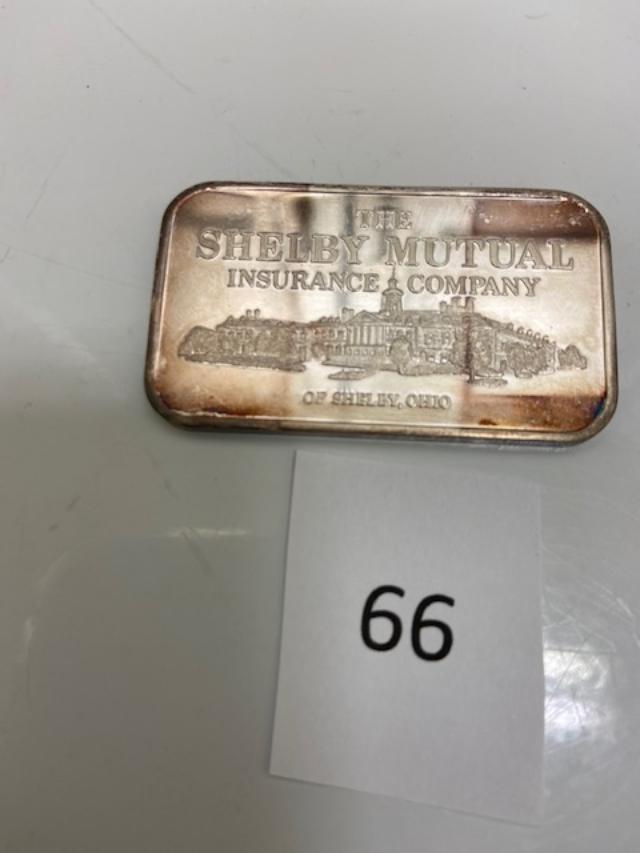 THE
SHELBY MUTUAL
INSURANCE COMPANY
OF SHELBY, OHIO
66